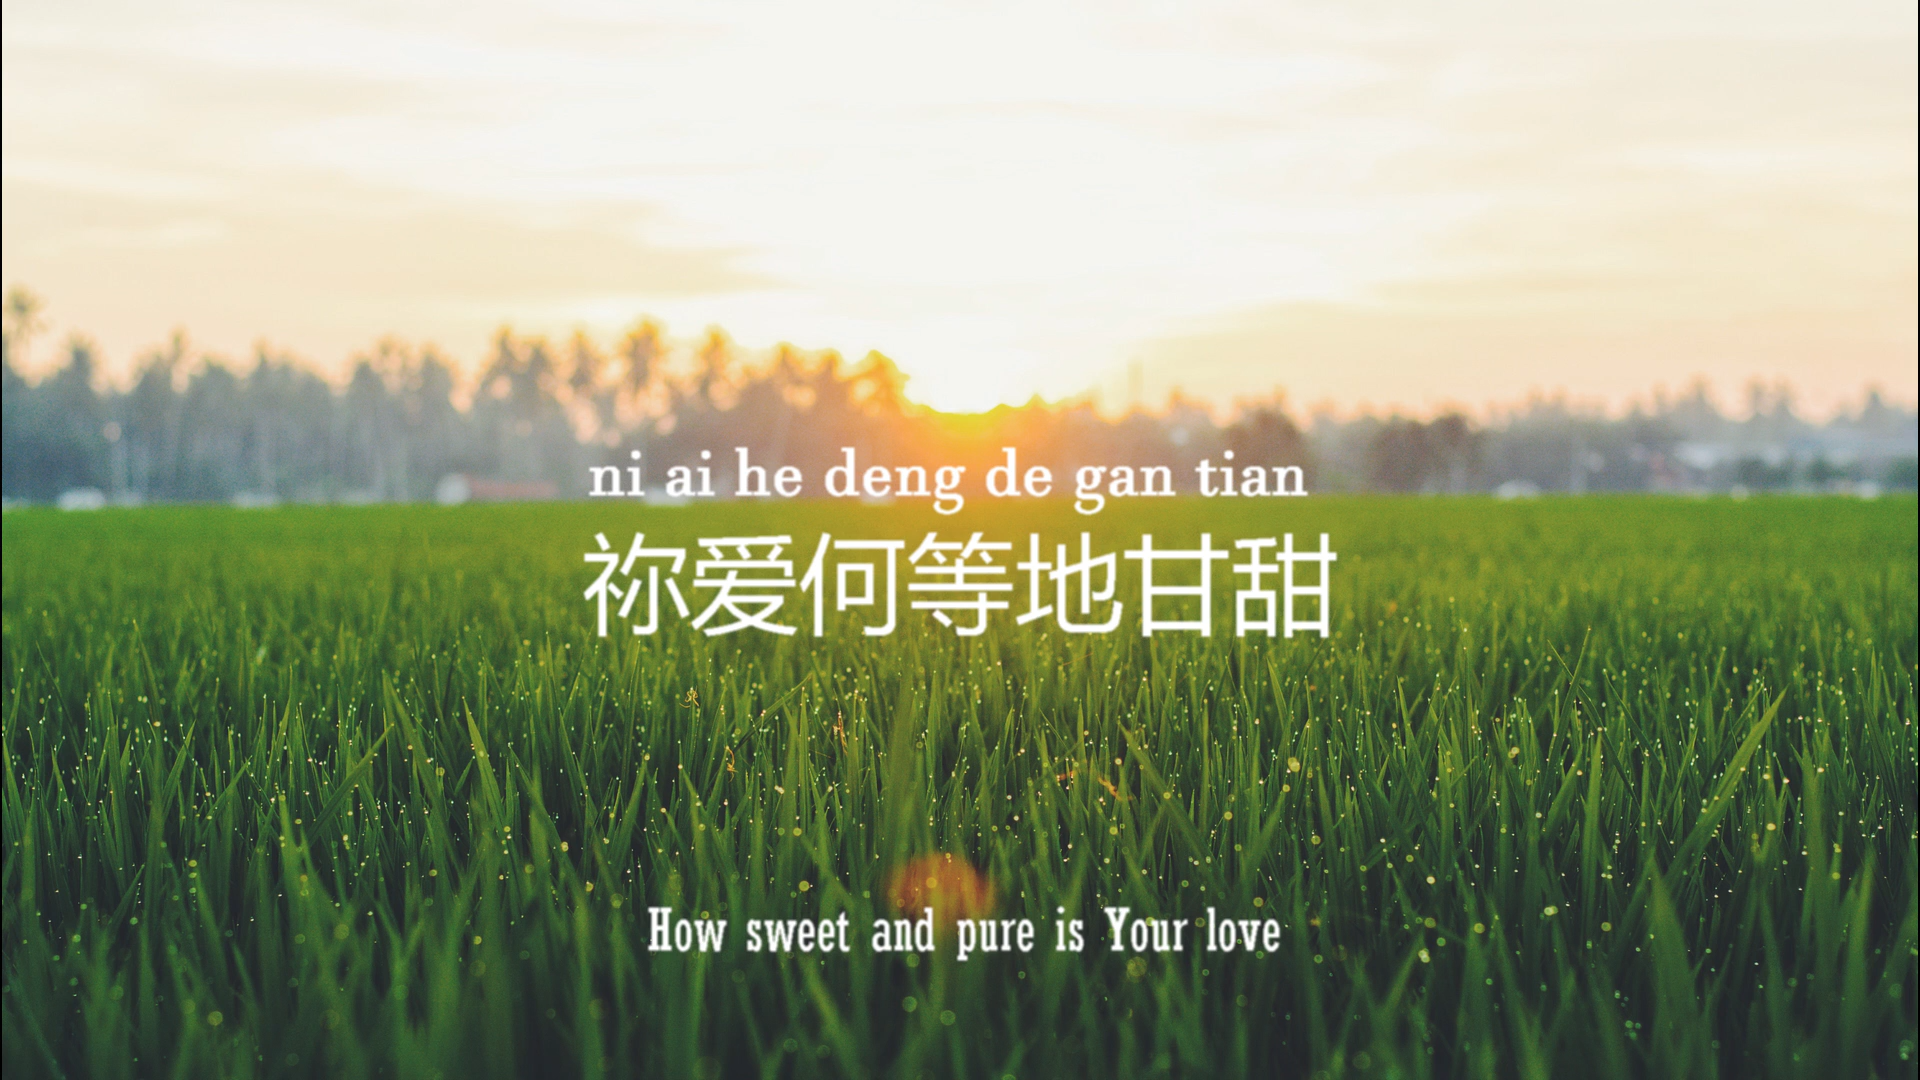 ni ai he deng de gan tian
祢爱何等地甘甜
How sweet and pure is Your love